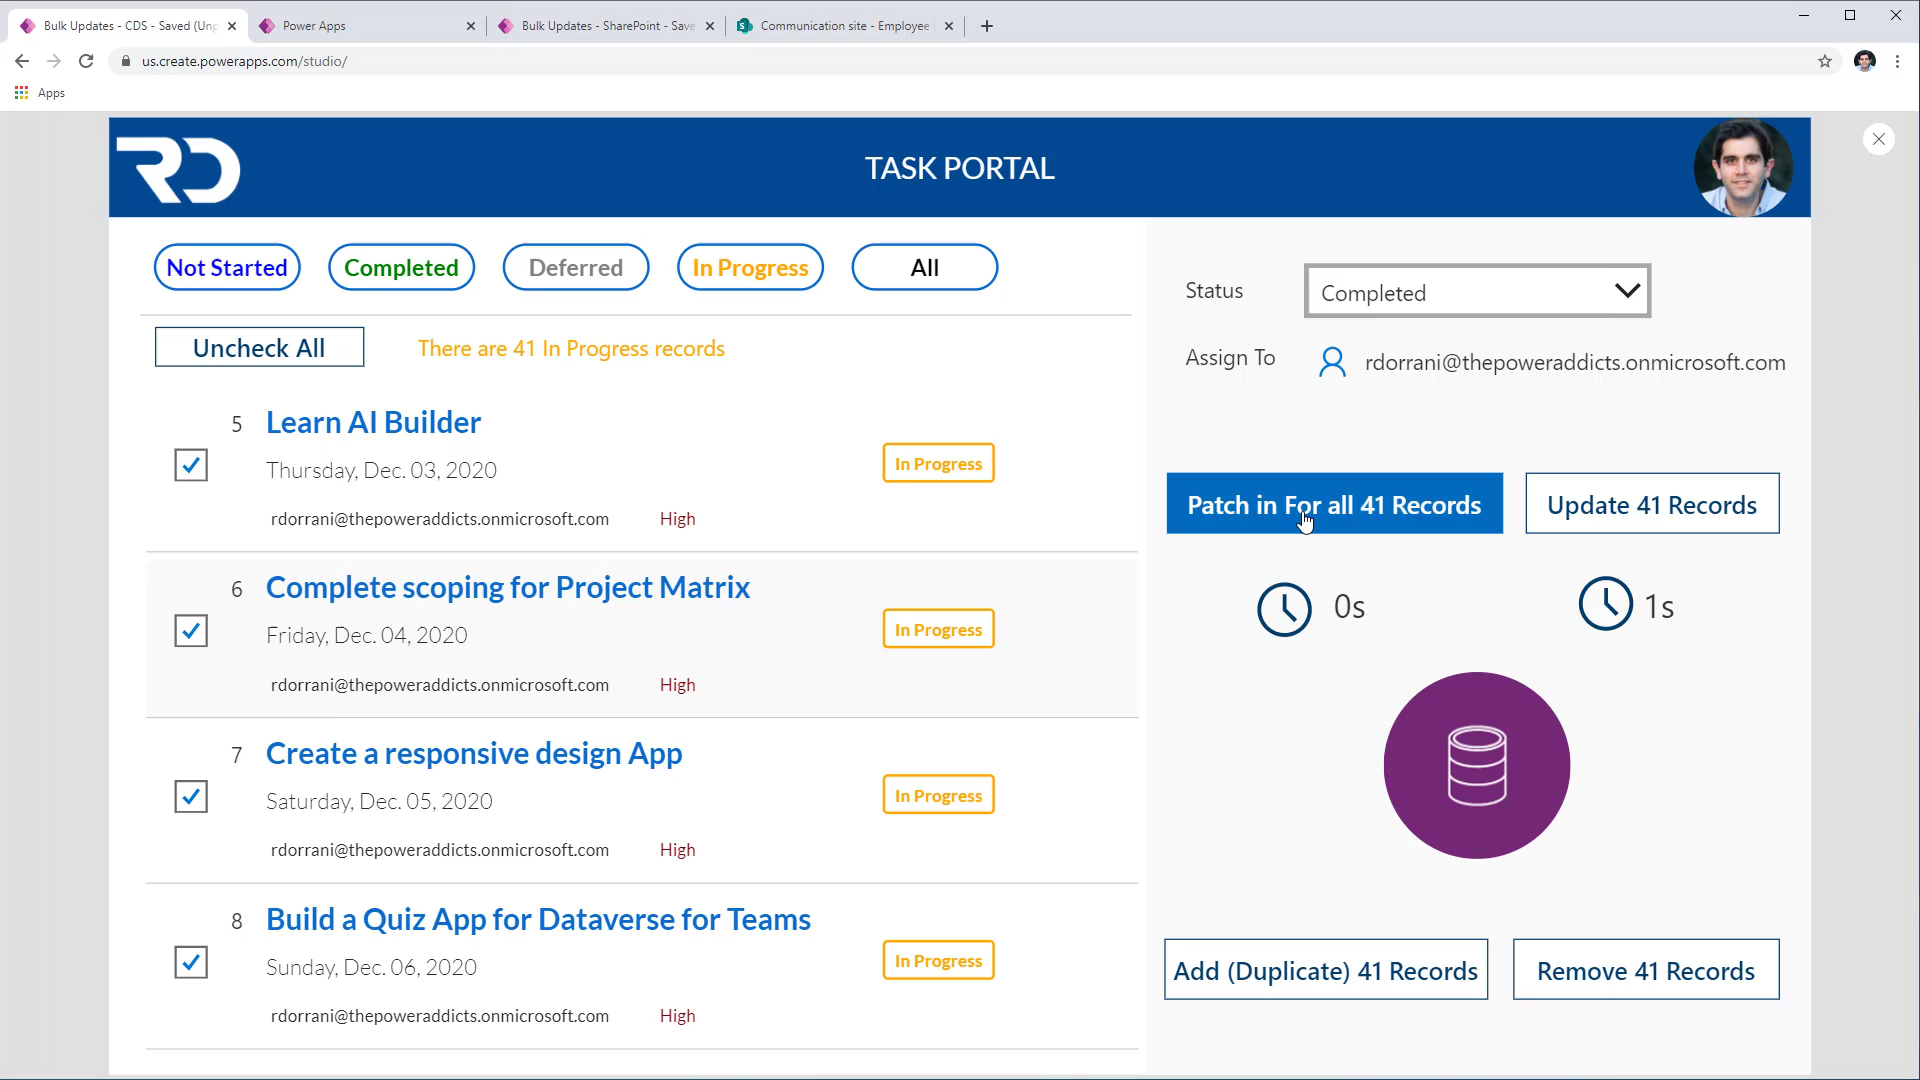 Bulk Updates - CDS - Saved (Unp
Power Apps
Bulk Updates - SharePoint - Save
Communication site - Employee
us.create.powerapps.com/studio/
Apps
RD
TASK PORTAL
Not Started
Completed
Deferred
In Progress
All
Uncheck All
There are 41 In Progress records
5 Learn AI Builder
Thursday, Dec. 03, 2020
In Progress
rdorrani@thepoweraddicts.onmicrosoft.com High
6 Complete scoping for Project Matrix
Friday, Dec. 04, 2020
In Progress
rdorrani@thepoweraddicts.onmicrosoft.com High
7 Create a responsive design App
Saturday, Dec. 05, 2020
In Progress
rdorrani@thepoweraddicts.onmicrosoft.com High
8 Build a Quiz App for Dataverse for Teams
Sunday, Dec. 06, 2020
In Progress
rdorrani@thepoweraddicts.onmicrosoft.com High
Status Completed
Assign To rdorrani@thepoweraddicts.onmicrosoft.com
Patch in For all 41 Records
Update 41 Records
0s
1s
Add (Duplicate) 41 Records
Remove 41 Records